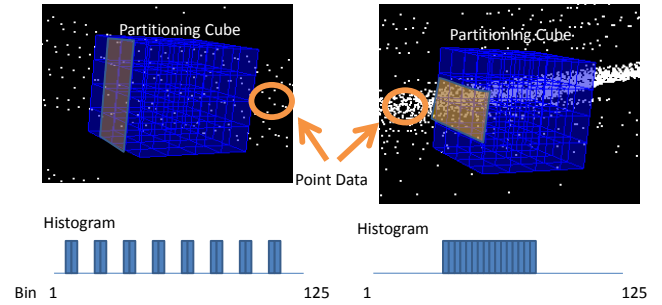 Partitioning Cube
Partitioning Cube
Point Data
Histogram
Histogram
Bin 1 125
1 125